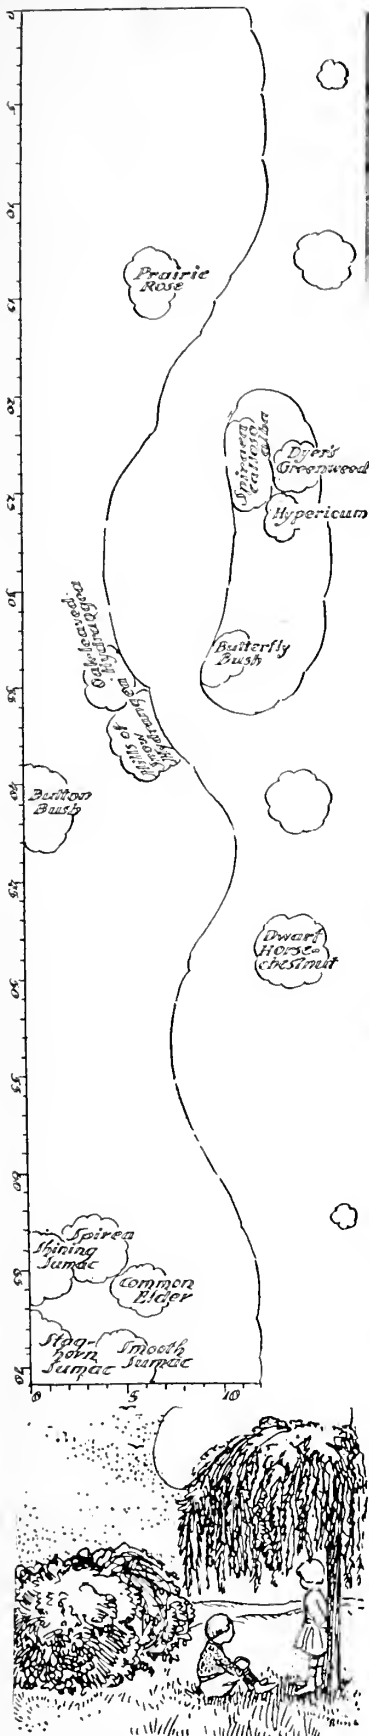 0
5
10
Prairie
Rose
15
20
Spiraea
callosa
alba
Dyer's
Greenweed
25
Hypericum
30
Oak-leaved
Hydrangea
Butterfly
Bush
35
Hills of
Snow
Hydrangea
Button
Bush
40
45
Dwarf
Horse-
chestnut
50
55
60
Spirea
Shining
Sumac
65
Common
Elder
Stag-
horn
Sumac
Smooth
Sumac
70
0
5
10